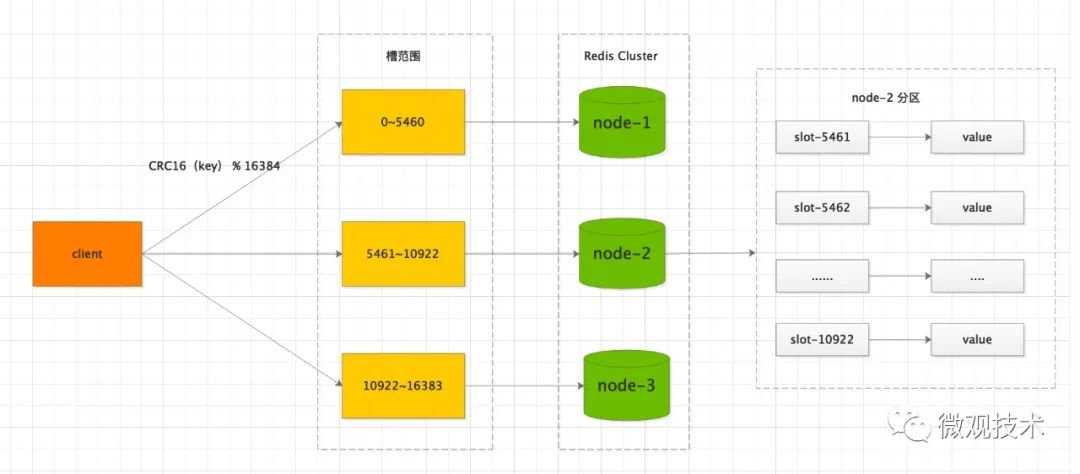 槽范围
Redis Cluster
0~5460
node-1
node-2 分区
slot-5461
value
CRC16（key） % 16384
slot-5462
value
client
5461~10922
node-2
......
....
slot-10922
value
10922~16383
node-3
微观技术